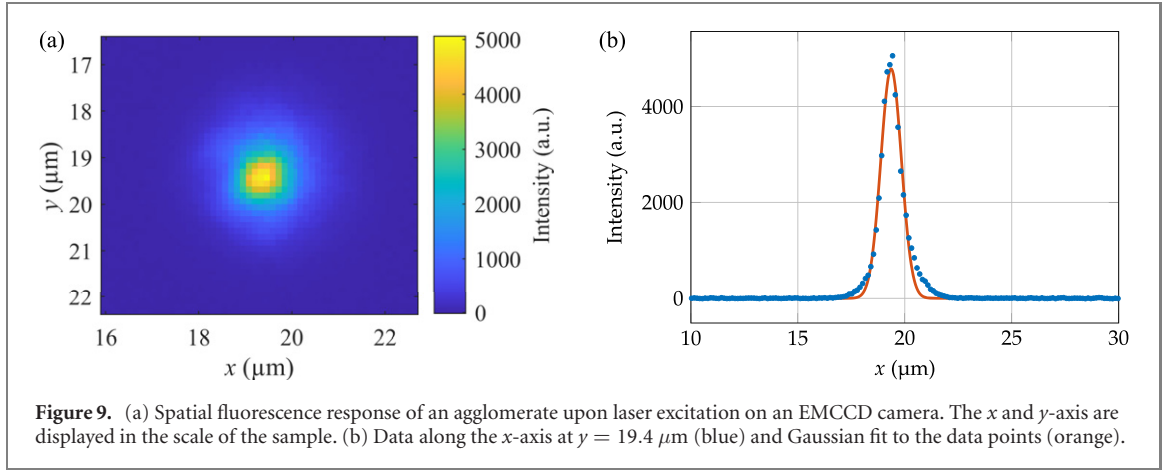 (a)
17
18
19
20
21
22
y (μm)
16 18 20 22
x (μm)
5000
4000
3000
2000
1000
0
Intensity (a.u.)
(b)
4000
2000
0
Intensity (a.u.)
10 15 20 25 30
x (μm)
Figure 9. (a) Spatial fluorescence response of an agglomerate upon laser excitation on an EMCCD camera. The x and y-axis are
displayed in the scale of the sample. (b) Data along the x-axis at y = 19.4 μm (blue) and Gaussian fit to the data points (orange).